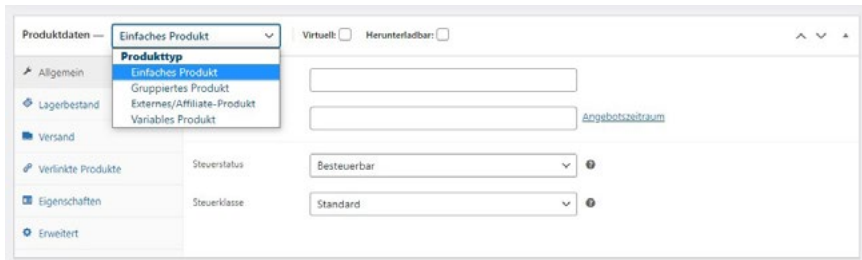 Produktdaten — Einfaches Produkt Virtuell: Herunterladbar:
Produkttyp
Einfaches Produkt
Gruppiertes Produkt
Externes/Affiliate-Produkt
Variables Produkt
Allgemein
Lagerbestand
Versand
Verlinkte Produkte
Eigenschaften
Erweitert
Angebotszeitraum
Steuerstatus Besteuerbar
Steuerklasse Standard